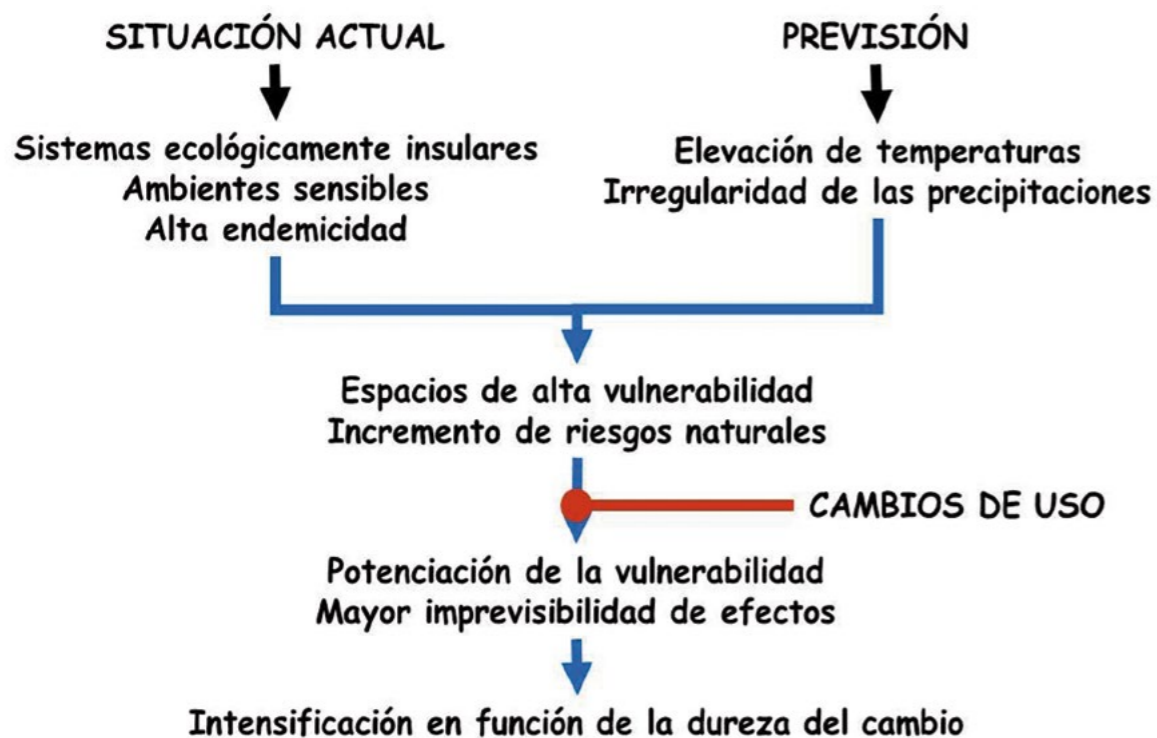 SITUACIÓN ACTUAL
Sistemas ecológicamente insulares
Ambientes sensibles
Alta endemicidad
PREVISIÓN
Elevación de temperaturas
Irregularidad de las precipitaciones
Espacios de alta vulnerabilidad
Incremento de riesgos naturales
CAMBIOS DE USO
Potenciación de la vulnerabilidad
Mayor imprevisibilidad de efectos
Intensificación en función de la dureza del cambio